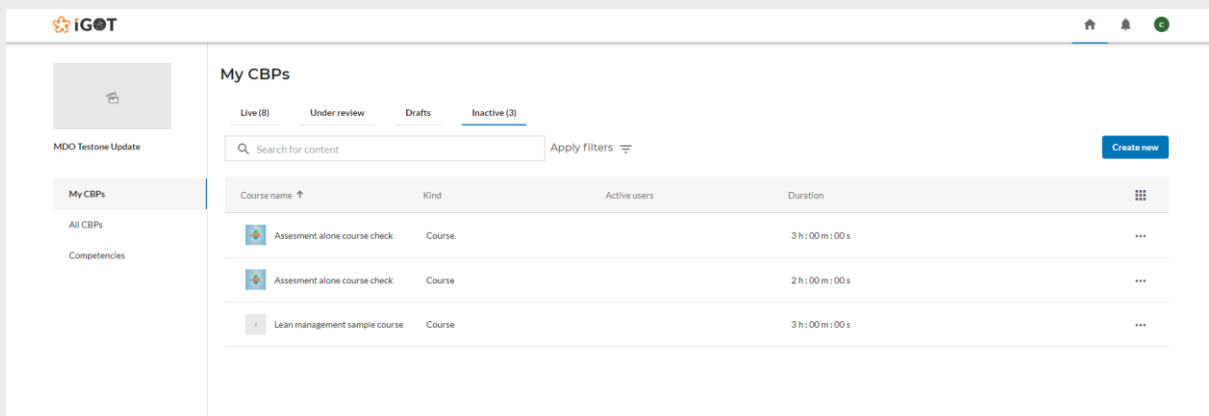 iGOT
C
My CBPs
Live (8) Under review Drafts Inactive (3)
MDO Testone Update
Search for content Apply filters Create new
My CBPs
All CBPs
Competencies
Course name Kind Active users Duration
Assesment alone course check Course 3 h : 00 m : 00 s
Assesment alone course check Course 2 h : 00 m : 00 s
Lean management sample course Course 3 h : 00 m : 00 s